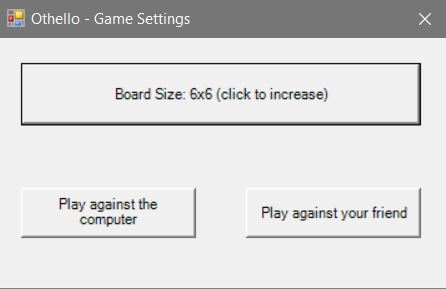 Othello - Game Settings
Board Size: 6x6 (click to increase)
Play against the
computer
Play against your friend